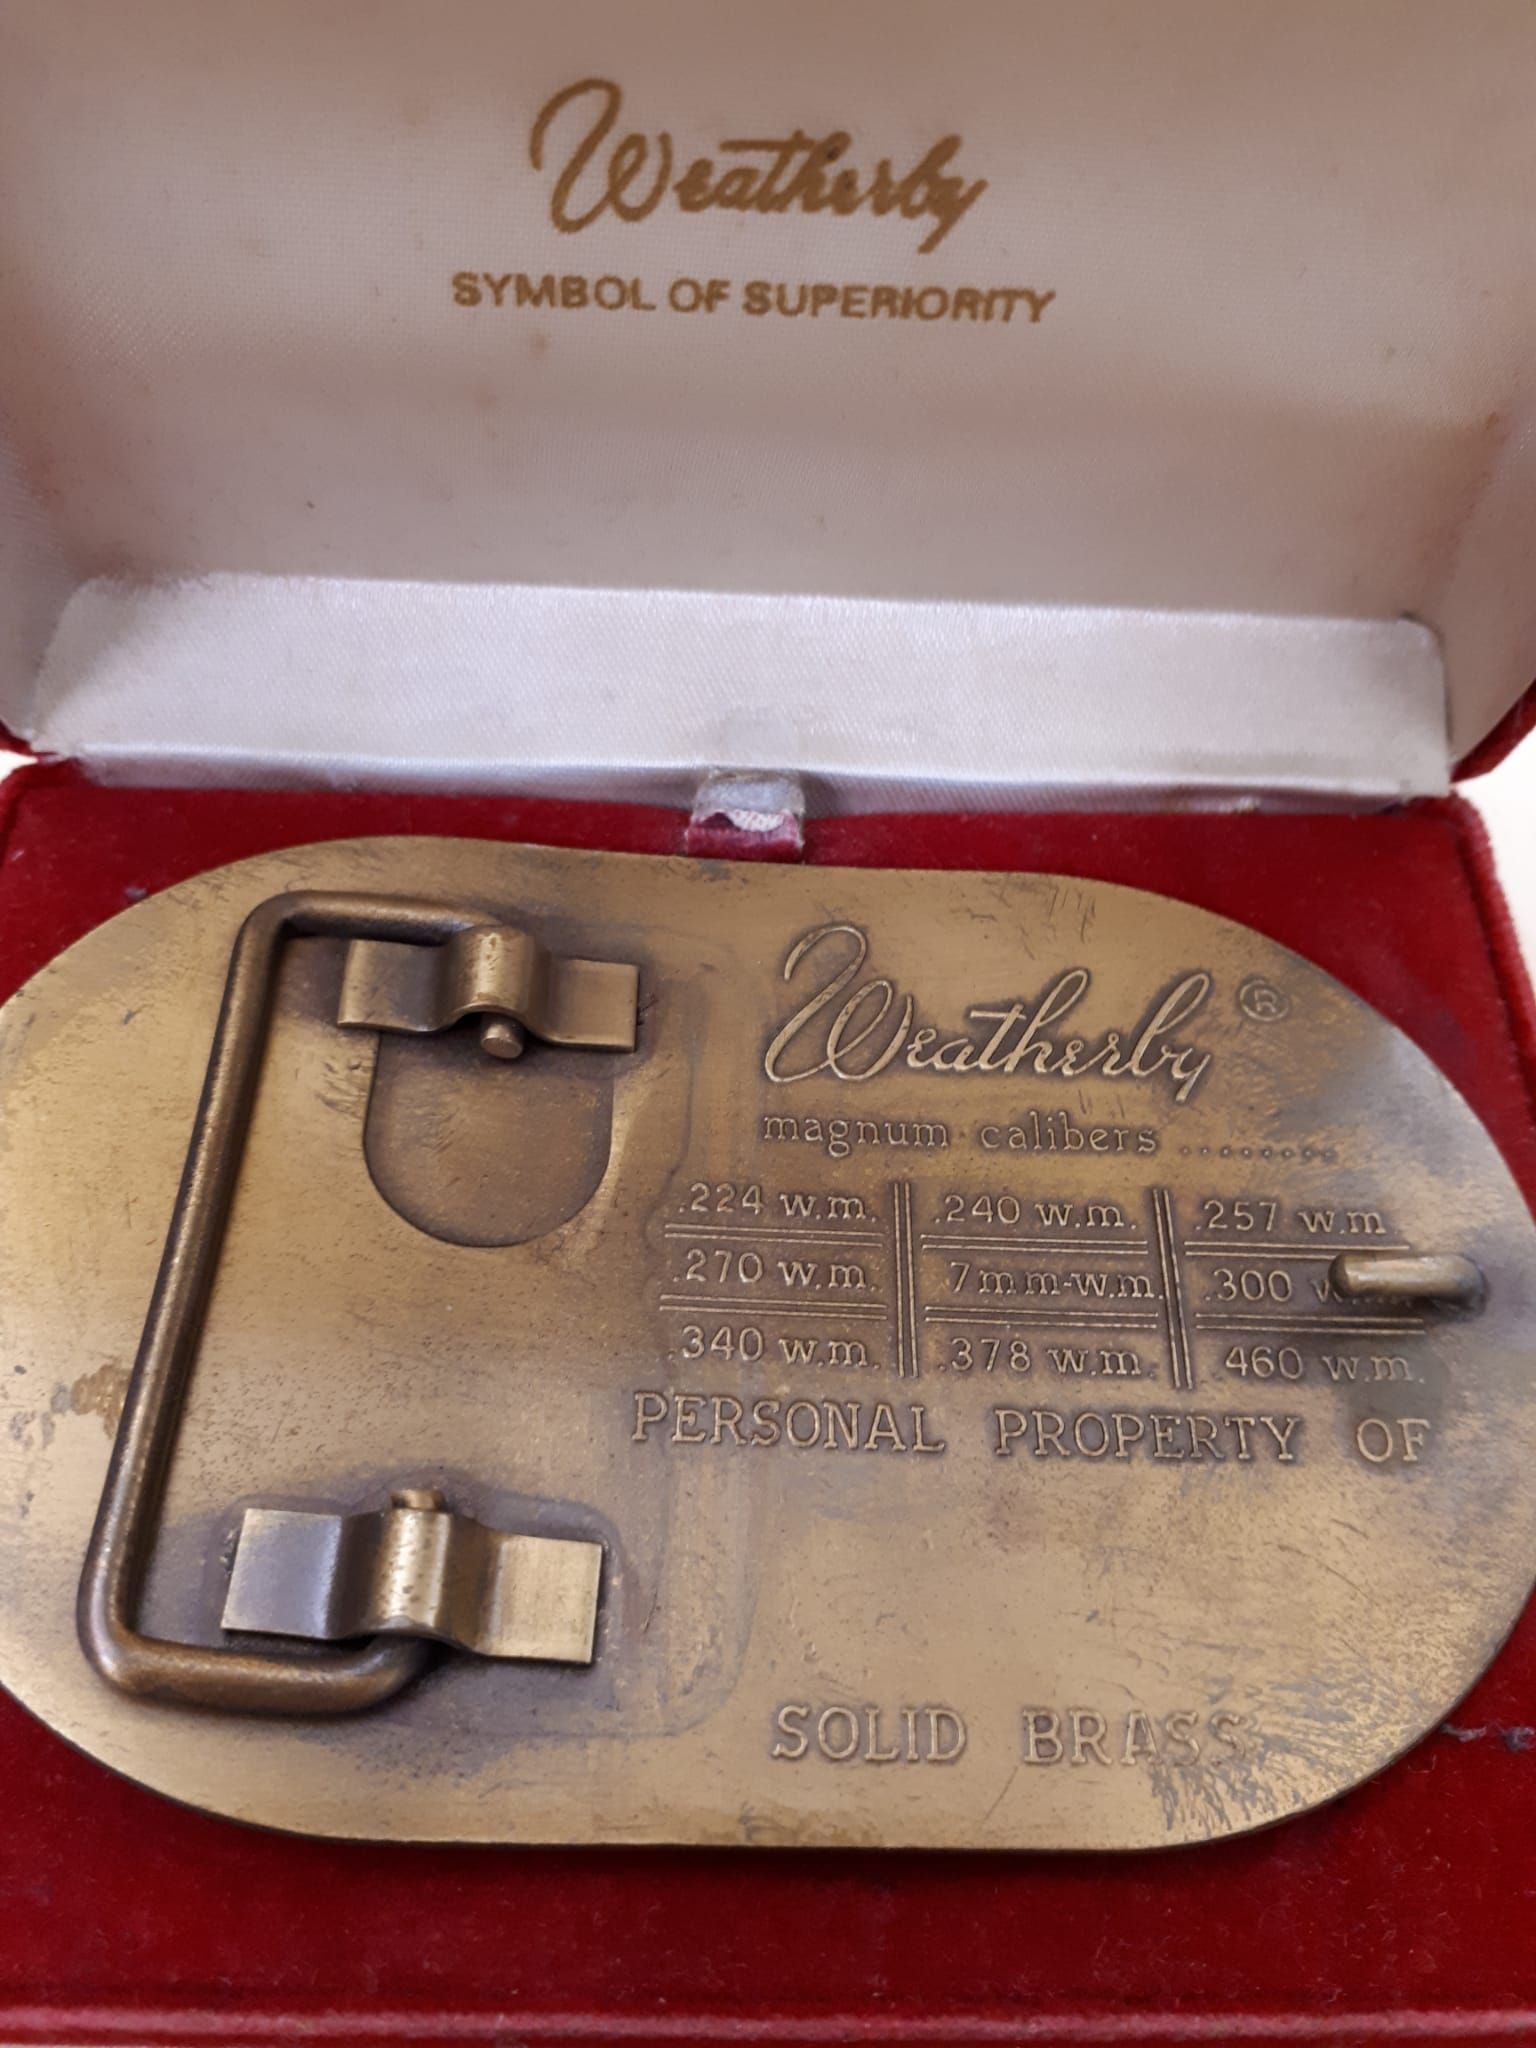 Weatherby
SYMBOL OF SUPERIORITY
Weatherby ®
magnum calibers .........
.224 w.m. .240 w.m. .257 w.m
.270 w.m. 7mm-w.m. .300 w.m.
.340 w.m. .378 w.m. 460 w.m.
PERSONAL PROPERTY OF
SOLID BRASS